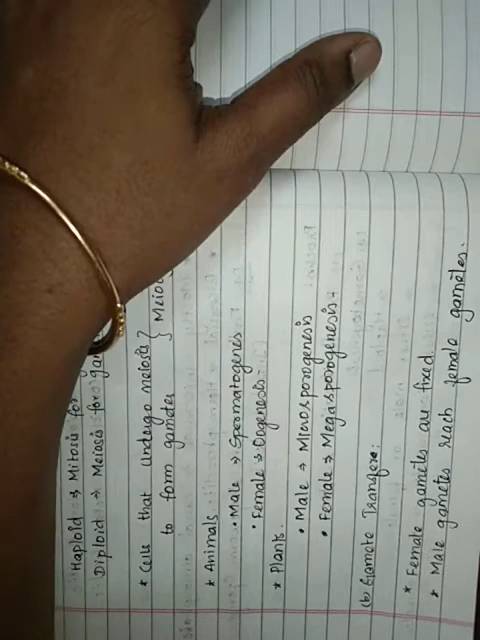 Haploid → Mitosis for
Diploid → Meiosis for ga
* Cells that undergo meiosis }
to form gametes } Meioc
* Animals
• Male → Spermatogenesis
• Female → Oogenesis.
* Plants.
• Male → Microsporogenesis
• Female → Megasporogenesis.
(b) Gamete Transfer:
* Female gametes are fixed
* Male gametes reach female gametes.